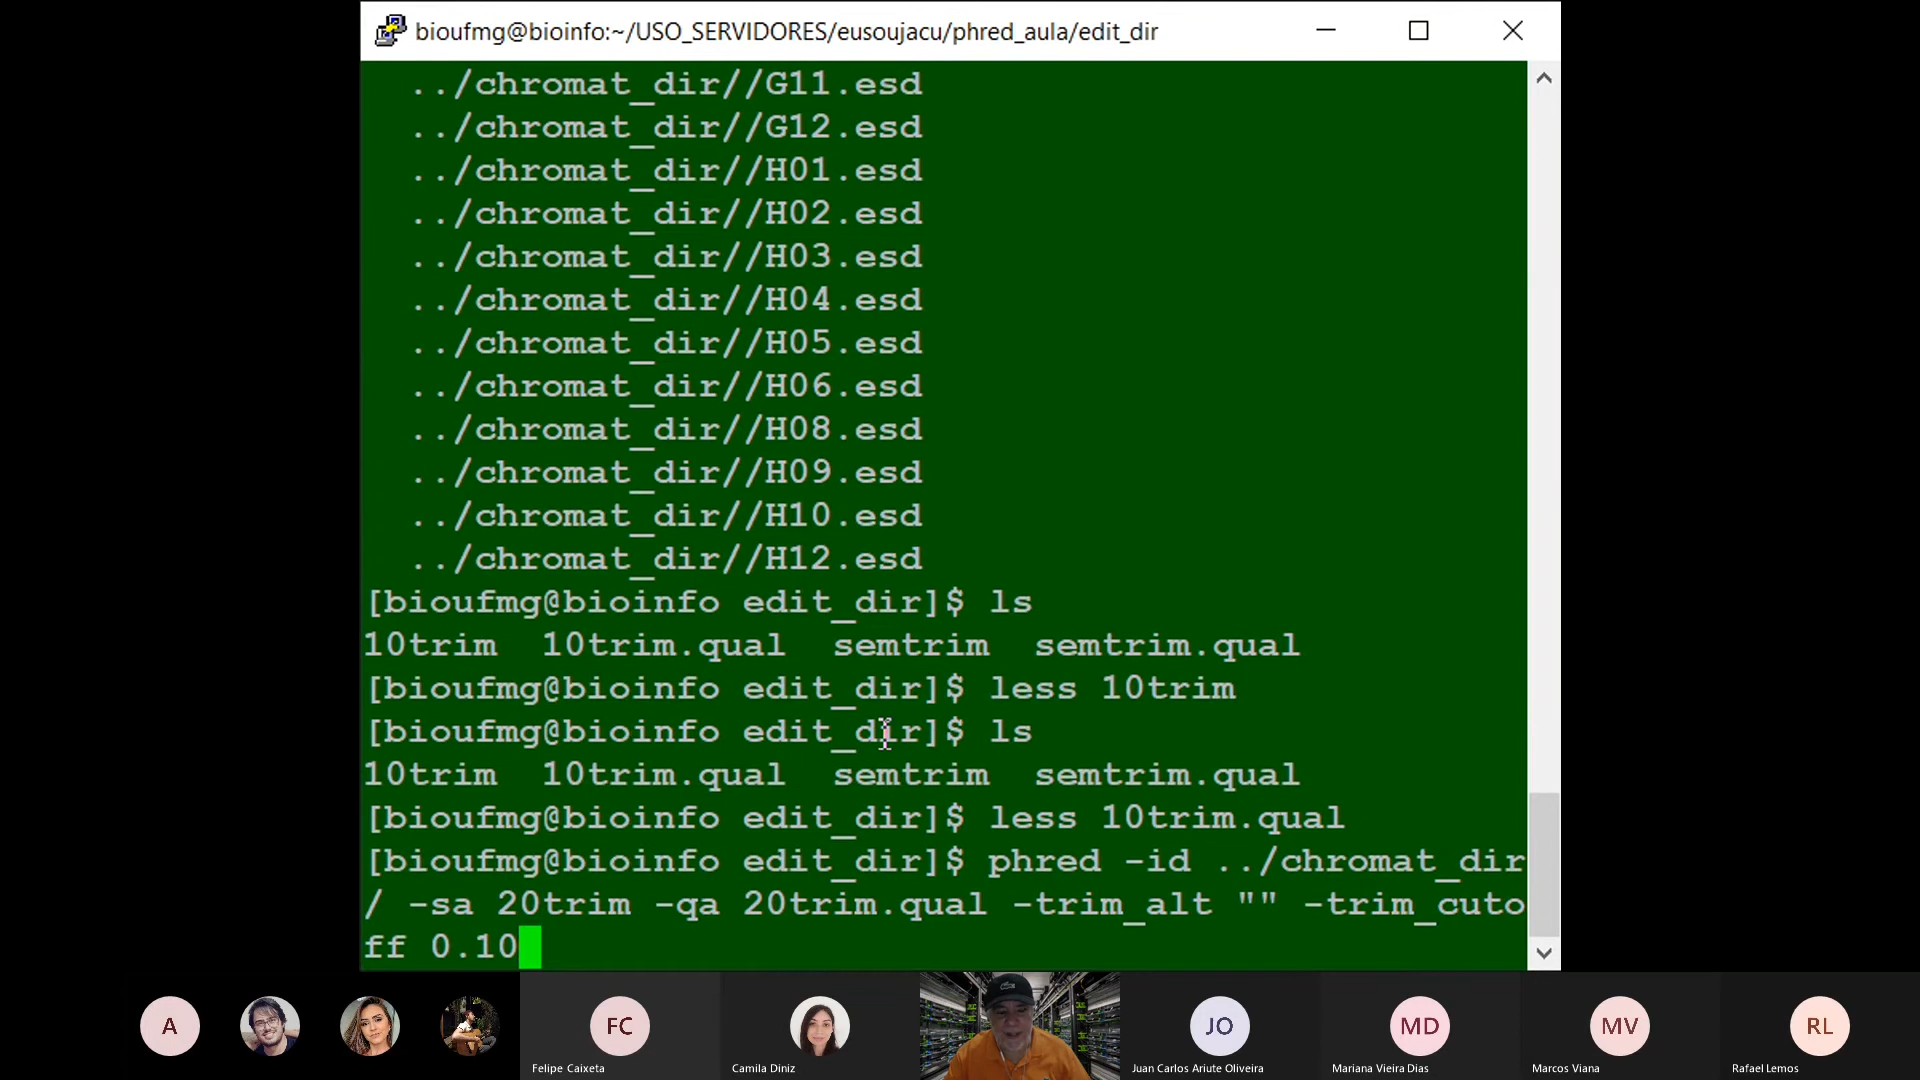 bioufmg@bioinfo:~/USO_SERVIDORES/eusoujacu/phred_aula/edit_dir
../chromat_dir//G11.esd
../chromat_dir//G12.esd
../chromat_dir//H01.esd
../chromat_dir//H02.esd
../chromat_dir//H03.esd
../chromat_dir//H04.esd
../chromat_dir//H05.esd
../chromat_dir//H06.esd
../chromat_dir//H08.esd
../chromat_dir//H09.esd
../chromat_dir//H10.esd
../chromat_dir//H12.esd
[bioufmg@bioinfo edit_dir]$ ls
10trim 10trim.qual semtrim semtrim.qual
[bioufmg@bioinfo edit_dir]$ less 10trim
[bioufmg@bioinfo edit_dir]$ ls
10trim 10trim.qual semtrim semtrim.qual
[bioufmg@bioinfo edit_dir]$ less 10trim.qual
[bioufmg@bioinfo edit_dir]$ phred -id ../chromat_dir
/ -sa 20trim -qa 20trim.qual -trim_alt "" -trim_cuto
ff 0.10
A FC JO MD MV RL
Felipe Caixeta Camila Diniz Juan Carlos Ariute Oliveira Mariana Vieira Dias Marcos Viana Rafael Lemos